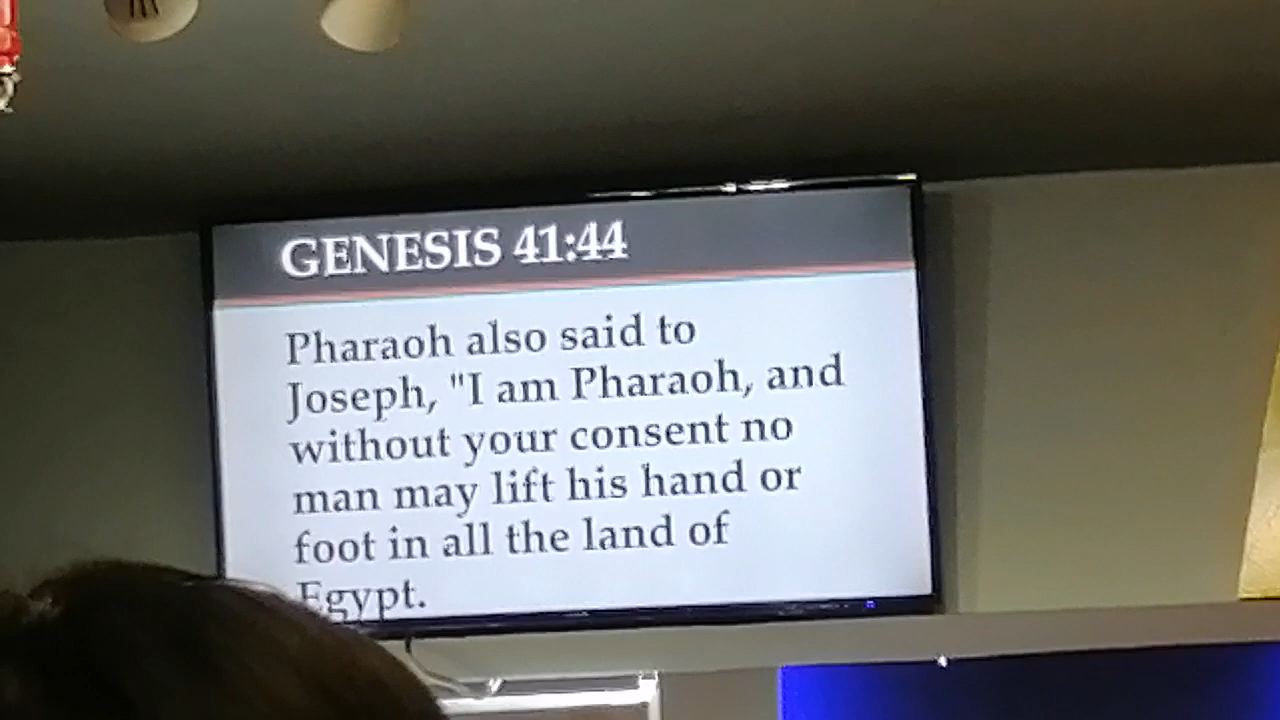 GENESIS 41:44
Pharaoh also said to
Joseph, "I am Pharaoh, and
without your consent no
man may lift his hand or
foot in all the land of
Egypt.